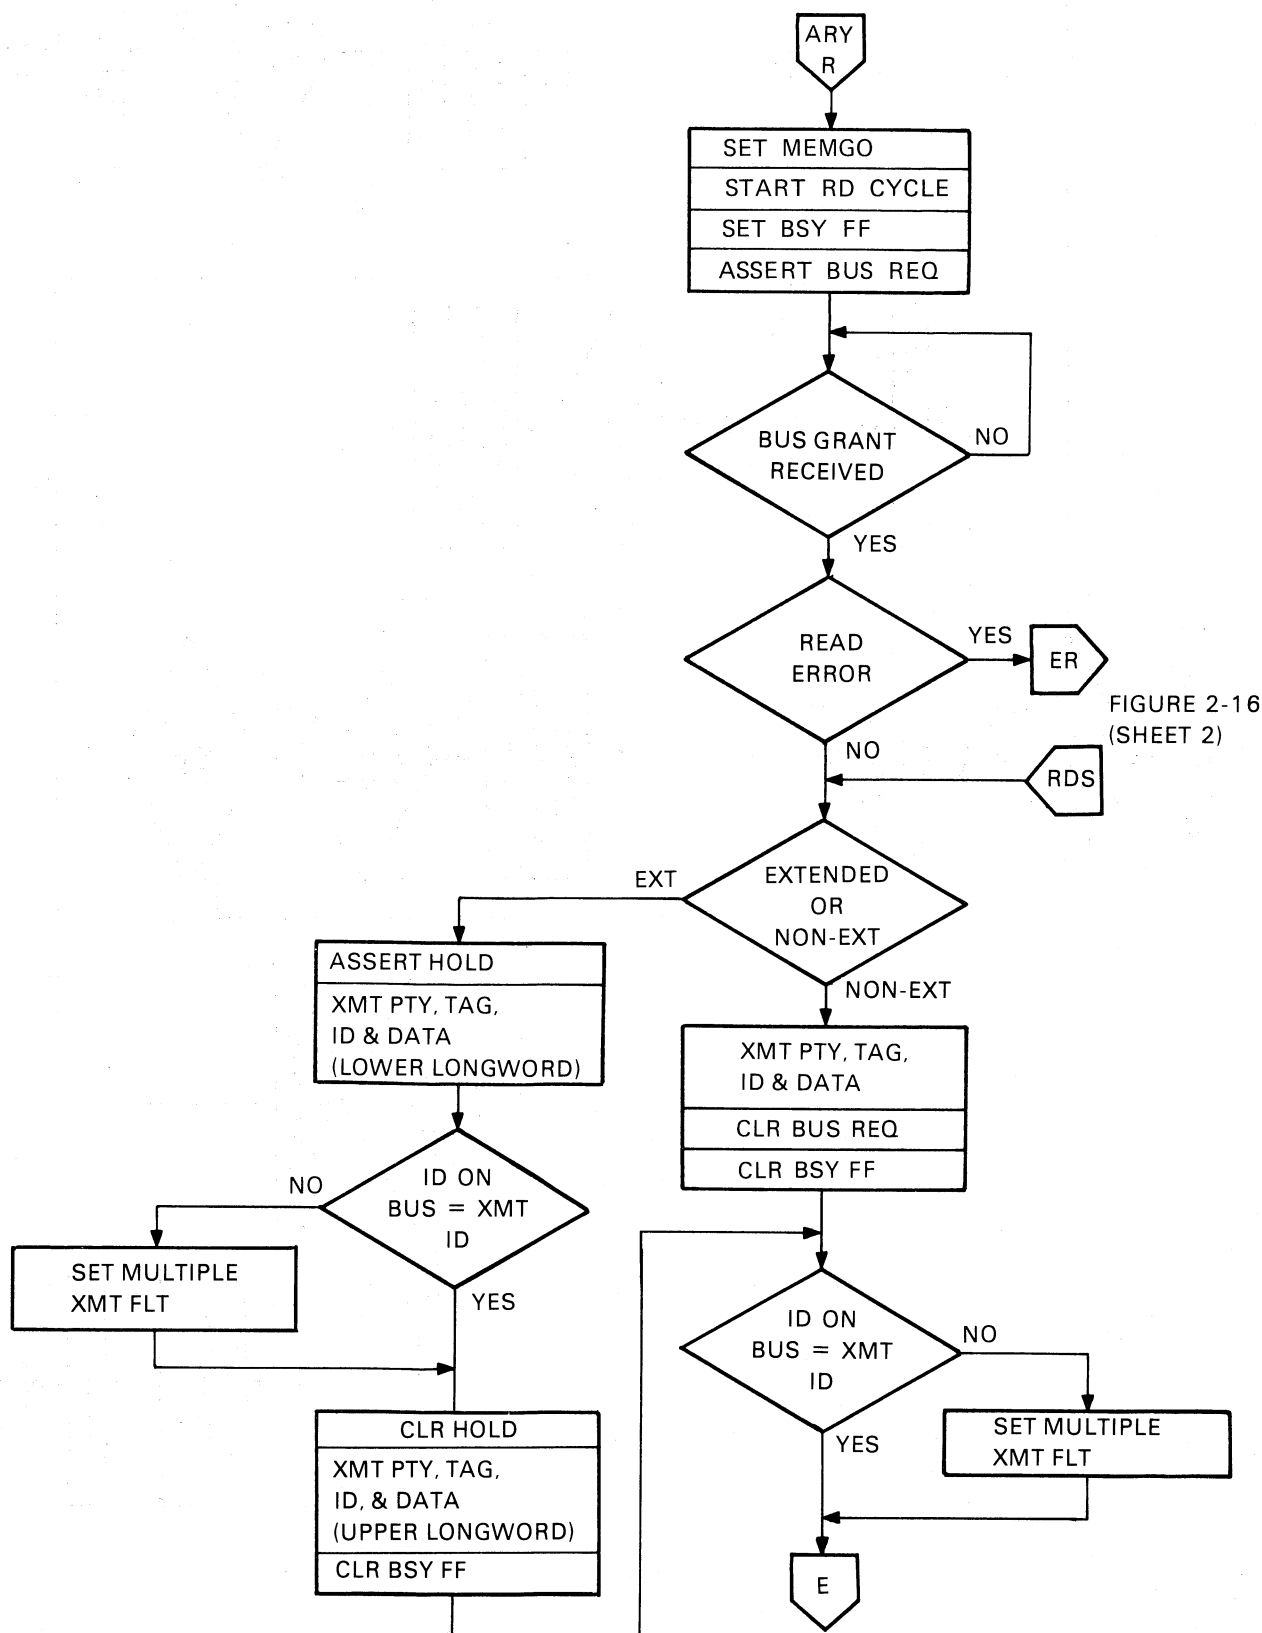 ARY
R
SET MEMGO
START RD CYCLE
SET BSY FF
ASSERT BUS REQ
BUS GRANT
RECEIVED
NO
YES
READ
ERROR
YES
ER
FIGURE 2-16
(SHEET 2)
NO
RDS
EXTENDED
OR
NON-EXT
EXT
NON-EXT
ASSERT HOLD
XMT PTY, TAG,
ID & DATA
(LOWER LONGWORD)
ID ON
BUS = XMT
ID
NO
YES
SET MULTIPLE
XMT FLT
CLR HOLD
XMT PTY, TAG,
ID, & DATA
(UPPER LONGWORD)
CLR BSY FF
XMT PTY, TAG,
ID & DATA
CLR BUS REQ
CLR BSY FF
ID ON
BUS = XMT
ID
NO
YES
SET MULTIPLE
XMT FLT
E